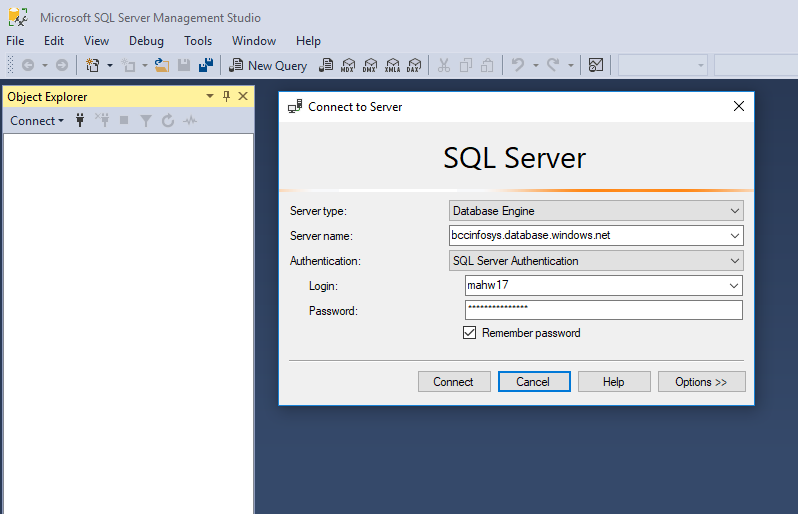 Microsoft SQL Server Management Studio
File Edit View Debug Tools Window Help
New Query MDX DMX XMLA DAX
Object Explorer
Connect
Connect to Server
SQL Server
Server type: Database Engine
Server name: bccinfosys.database.windows.net
Authentication: SQL Server Authentication
Login: mahw17
Password: ***************
Remember password
Connect Cancel Help Options >>